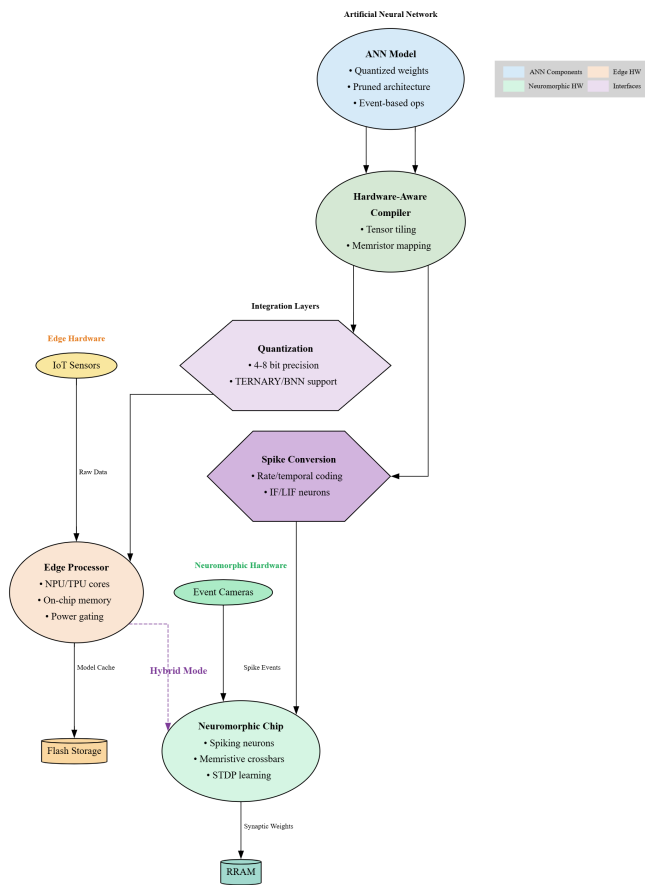 Artificial Neural Network
ANN Model
• Quantized weights
• Pruned architecture
• Event-based ops
ANN Components
Edge HW
Neuromorphic HW
Interfaces
Hardware-Aware
Compiler
• Tensor tiling
• Memristor mapping
Integration Layers
Quantization
• 4-8 bit precision
• TERNARY/BNN support
Edge Hardware
IoT Sensors
Raw Data
Spike Conversion
• Rate/temporal coding
• IF/LIF neurons
Edge Processor
• NPU/TPU cores
• On-chip memory
• Power gating
Neuromorphic Hardware
Event Cameras
Model Cache
Hybrid Mode
Spike Events
Flash Storage
Neuromorphic Chip
• Spiking neurons
• Memristive crossbars
• STDP learning
Synaptic Weights
RRAM